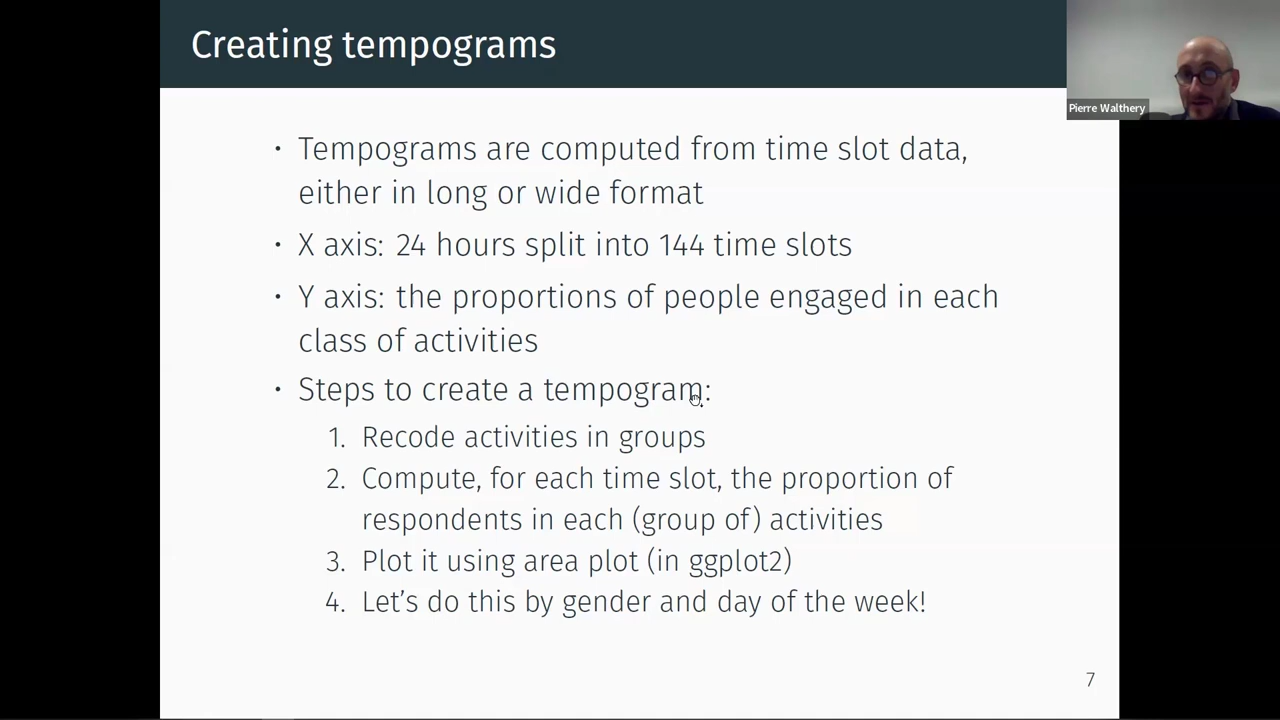 Creating tempograms
Pierre Walthery
· Tempograms are computed from time slot data,
either in long or wide format
· X axis: 24 hours split into 144 time slots
· Y axis: the proportions of people engaged in each
class of activities
· Steps to create a tempogram:
1. Recode activities in groups
2. Compute, for each time slot, the proportion of
respondents in each (group of) activities
3. Plot it using area plot (in ggplot2)
4. Let's do this by gender and day of the week!
7